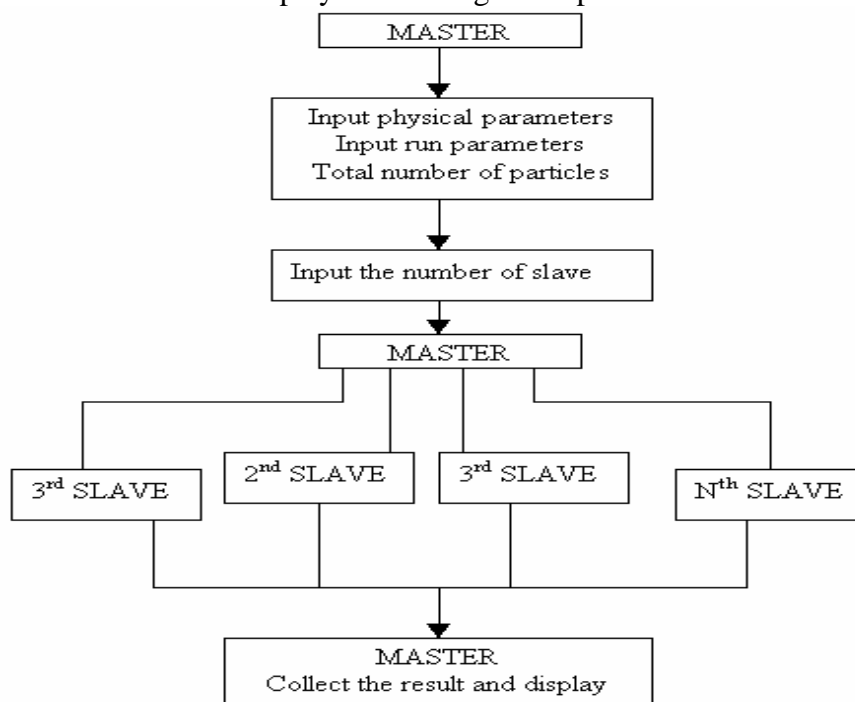 MASTER
Input physical parameters
Input run parameters
Total number of particles
Input the number of slave
MASTER
3rd SLAVE
2nd SLAVE
3rd SLAVE
Nth SLAVE
MASTER
Collect the result and display